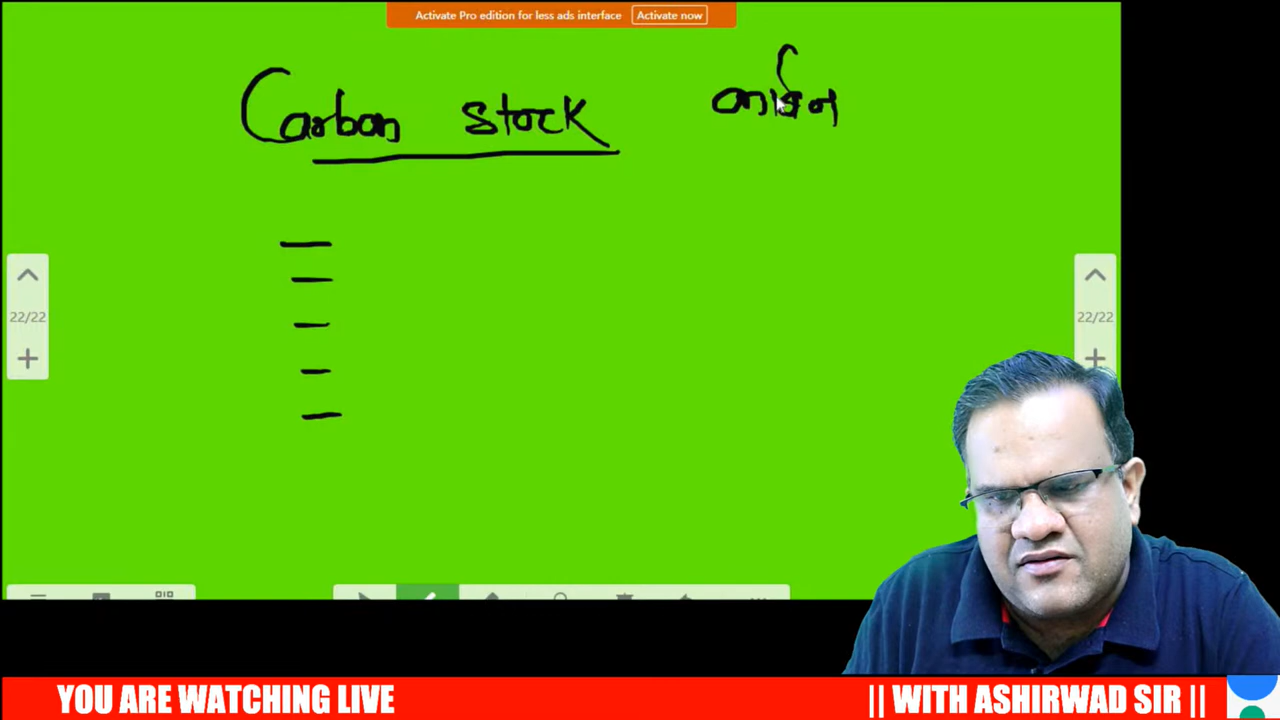 Activate Pro edition for less ads interface Activate now
Carbon stock
22/22 22/22
YOU ARE WATCHING LIVE || WITH ASHIRWAD SIR ||